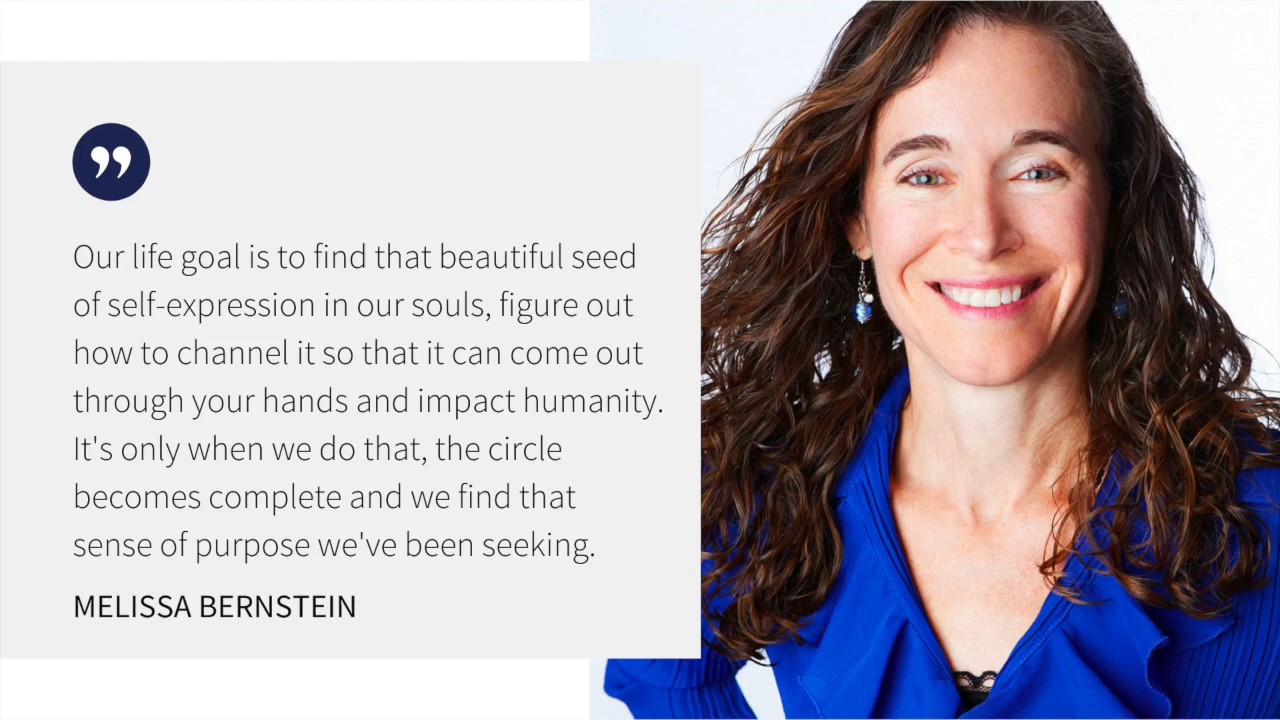 Our life goal is to find that beautiful seed
of self-expression in our souls, figure out
how to channel it so that it can come out
through your hands and impact humanity.
It's only when we do that, the circle
becomes complete and we find that
sense of purpose we've been seeking.
MELISSA BERNSTEIN